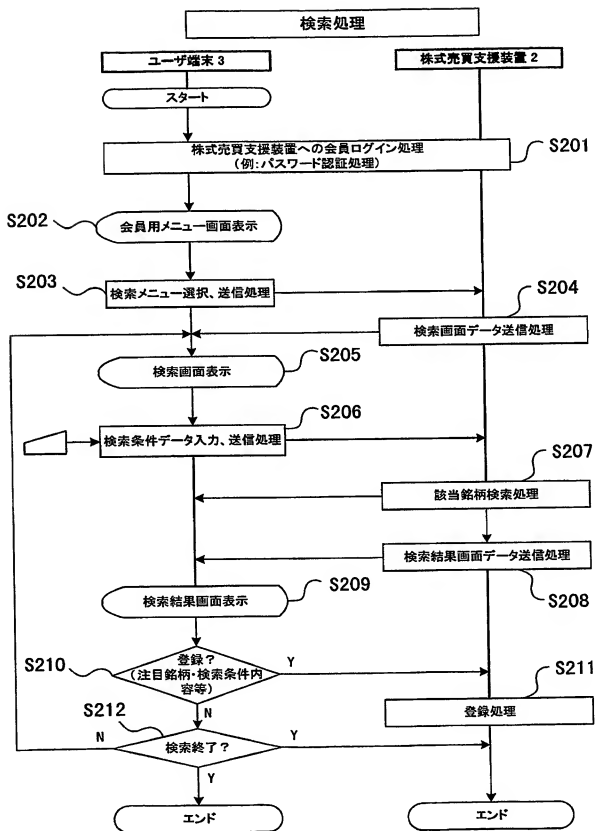 検索処理
ユーザ端末 3
株式売買支援装置 2
スタート
株式売買支援装置への会員ログイン処理
(例:パスワード認証処理)
S201
S202
会員用メニュー画面表示
S203
検索メニュー選択、送信処理
S204
検索画面データ送信処理
検索画面表示
S205
S206
検索条件データ入力、送信処理
S207
該当銘柄検索処理
検索結果画面データ送信処理
S208
検索結果画面表示
S209
S210
登録?
(注目銘柄・検索条件内
容等)
Y
N
S211
登録処理
S212
検索終了?
N
Y
Y
エンド
エンド